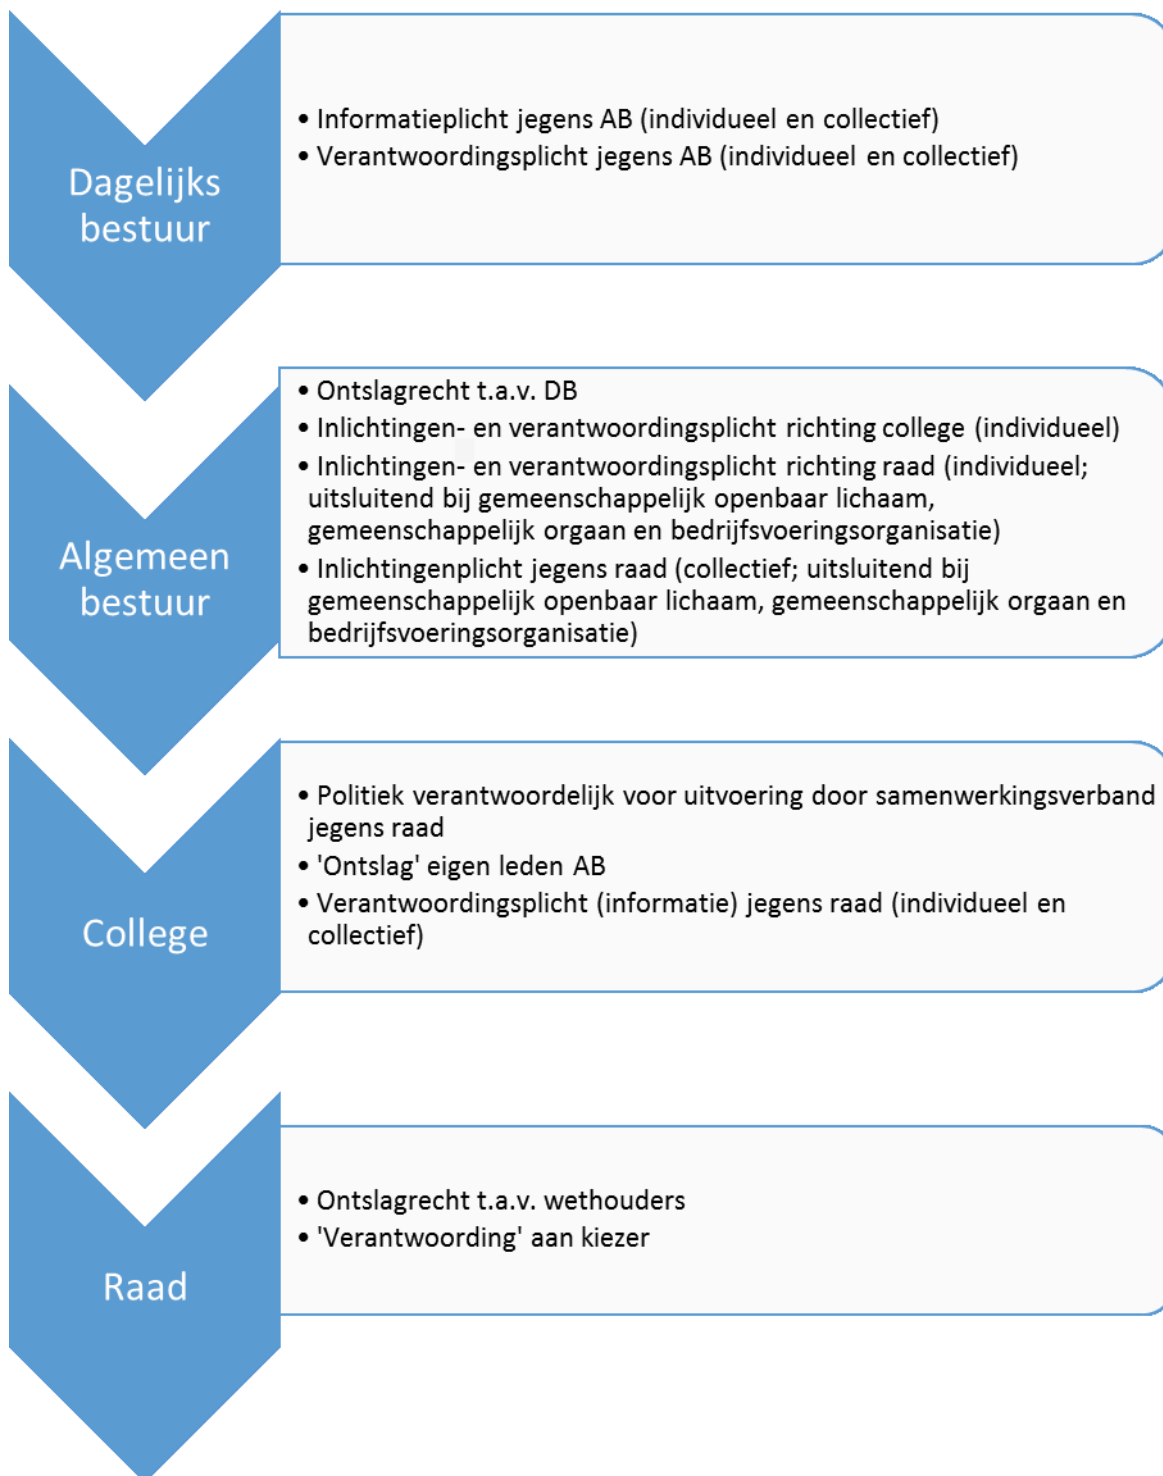 Dagelijks
bestuur
• Informatieplicht jegens AB (individueel en collectief)
• Verantwoordingsplicht jegens AB (individueel en collectief)
Algemeen
bestuur
• Ontslagrecht t.a.v. DB
• Inlichtingen- en verantwoordingsplicht richting college (individueel)
• Inlichtingen- en verantwoordingsplicht richting raad (individueel;
uitsluitend bij gemeenschappelijk openbaar lichaam,
gemeenschappelijk orgaan en bedrijfsvoeringsorganisatie)
• Inlichtingenplicht jegens raad (collectief; uitsluitend bij
gemeenschappelijk openbaar lichaam, gemeenschappelijk orgaan en
bedrijfsvoeringsorganisatie)
College
• Politiek verantwoordelijk voor uitvoering door samenwerkingsverband
jegens raad
• 'Ontslag' eigen leden AB
• Verantwoordingsplicht (informatie) jegens raad (individueel en
collectief)
Raad
• Ontslagrecht t.a.v. wethouders
• 'Verantwoording' aan kiezer